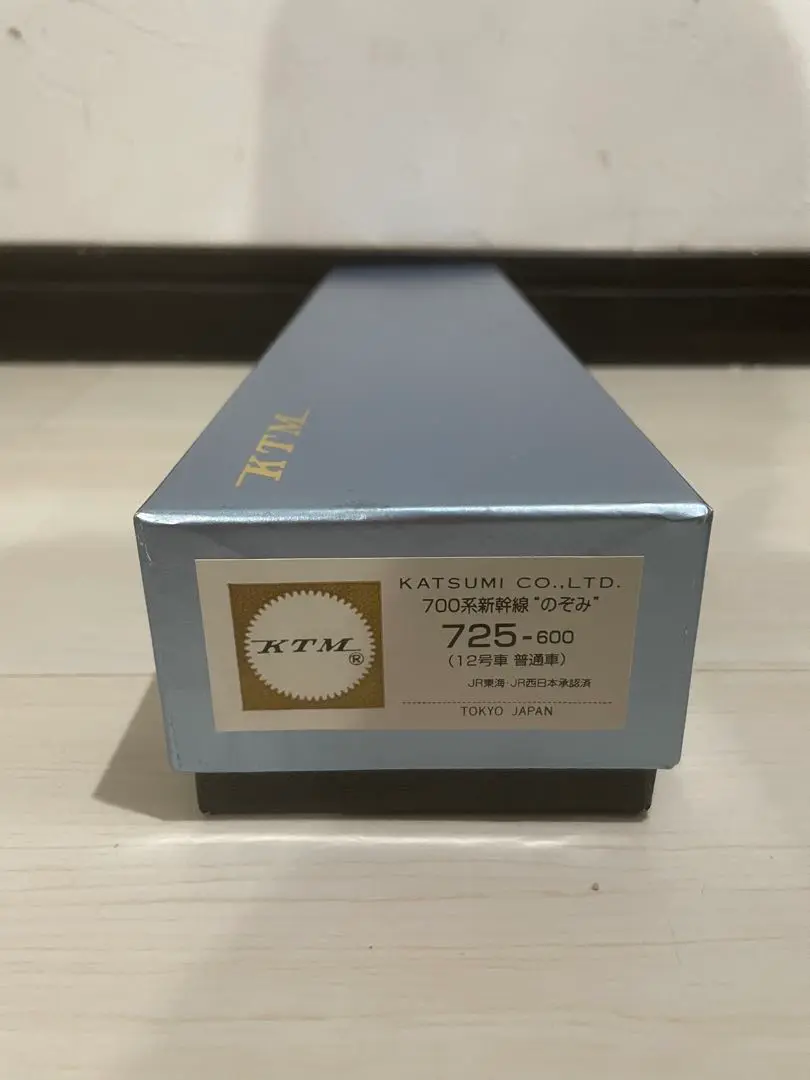 KTM
KATSUMI CO.,LTD.
700系新幹線"のぞみ"
725-600
(12号車 普通車)
KTM®
JR東海・JR西日本承認済
TOKYO JAPAN